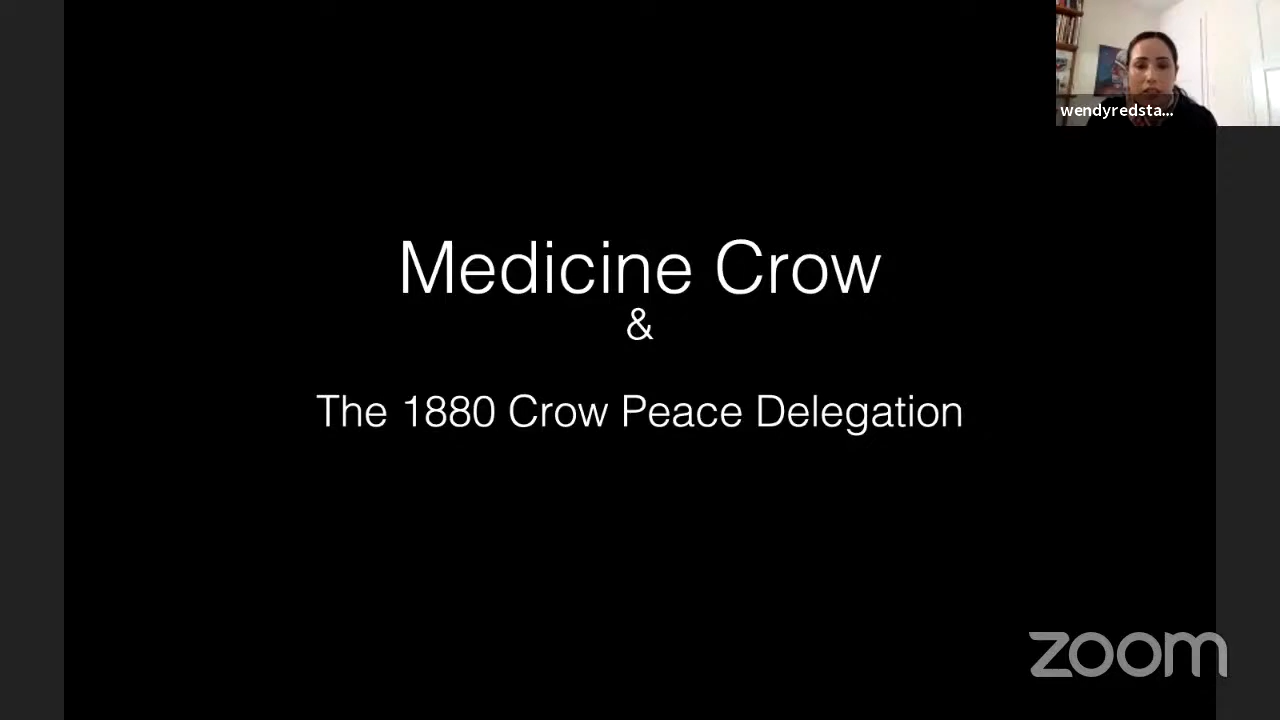 wendyredsta...
Medicine Crow
&
The 1880 Crow Peace Delegation
zoom